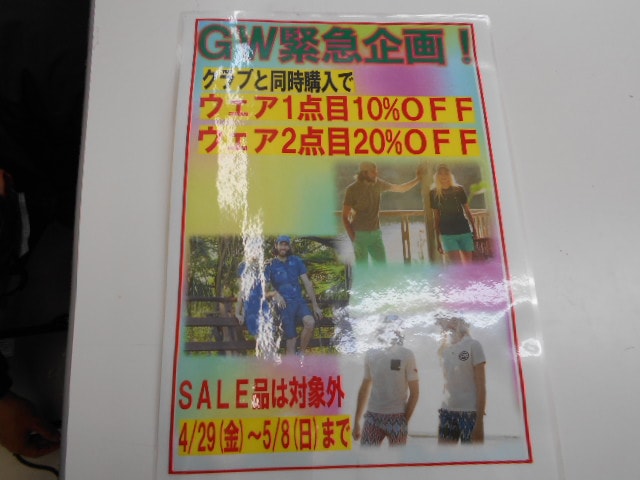 GW緊急企画!
クラブと同時購入で
ウェア1点目10%OFF
ウェア2点目20%OFF
SALE品は対象外
4/29(金)~5/8(日)まで